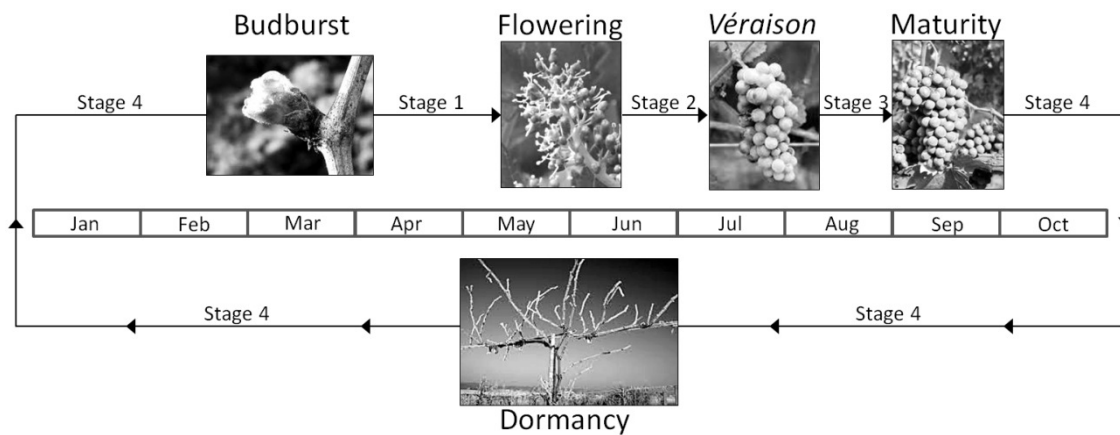 Budburst
Flowering
Véraison
Maturity
Stage 4
Stage 1
Stage 2
Stage 3
Stage 4
Jan Feb Mar Apr May Jun Jul Aug Sep Oct
Stage 4
Stage 4
Dormancy